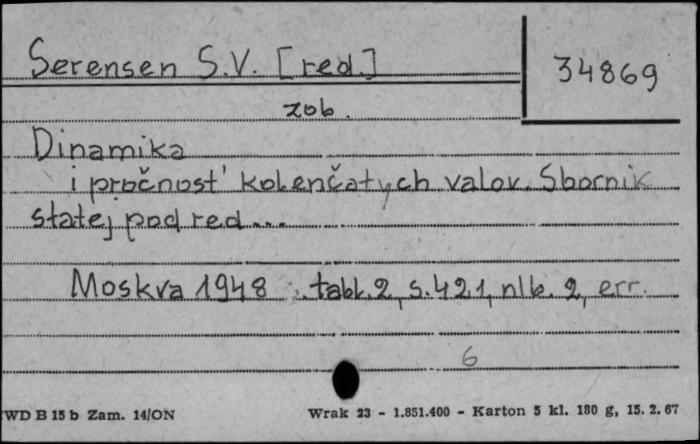 Serensen S.V. [red.]
34869
zob.
Dinamika
i pročnost' kolenčatych valov. Sbornik
statej pod red...
Moskva 1948 tabl. 2, s. 421, nlb. 2, err.
6
WD B 15 b Zam. 14/ON
Wrak 23 - 1.851.400 - Karton 5 kl. 180 g, 15. 2. 67